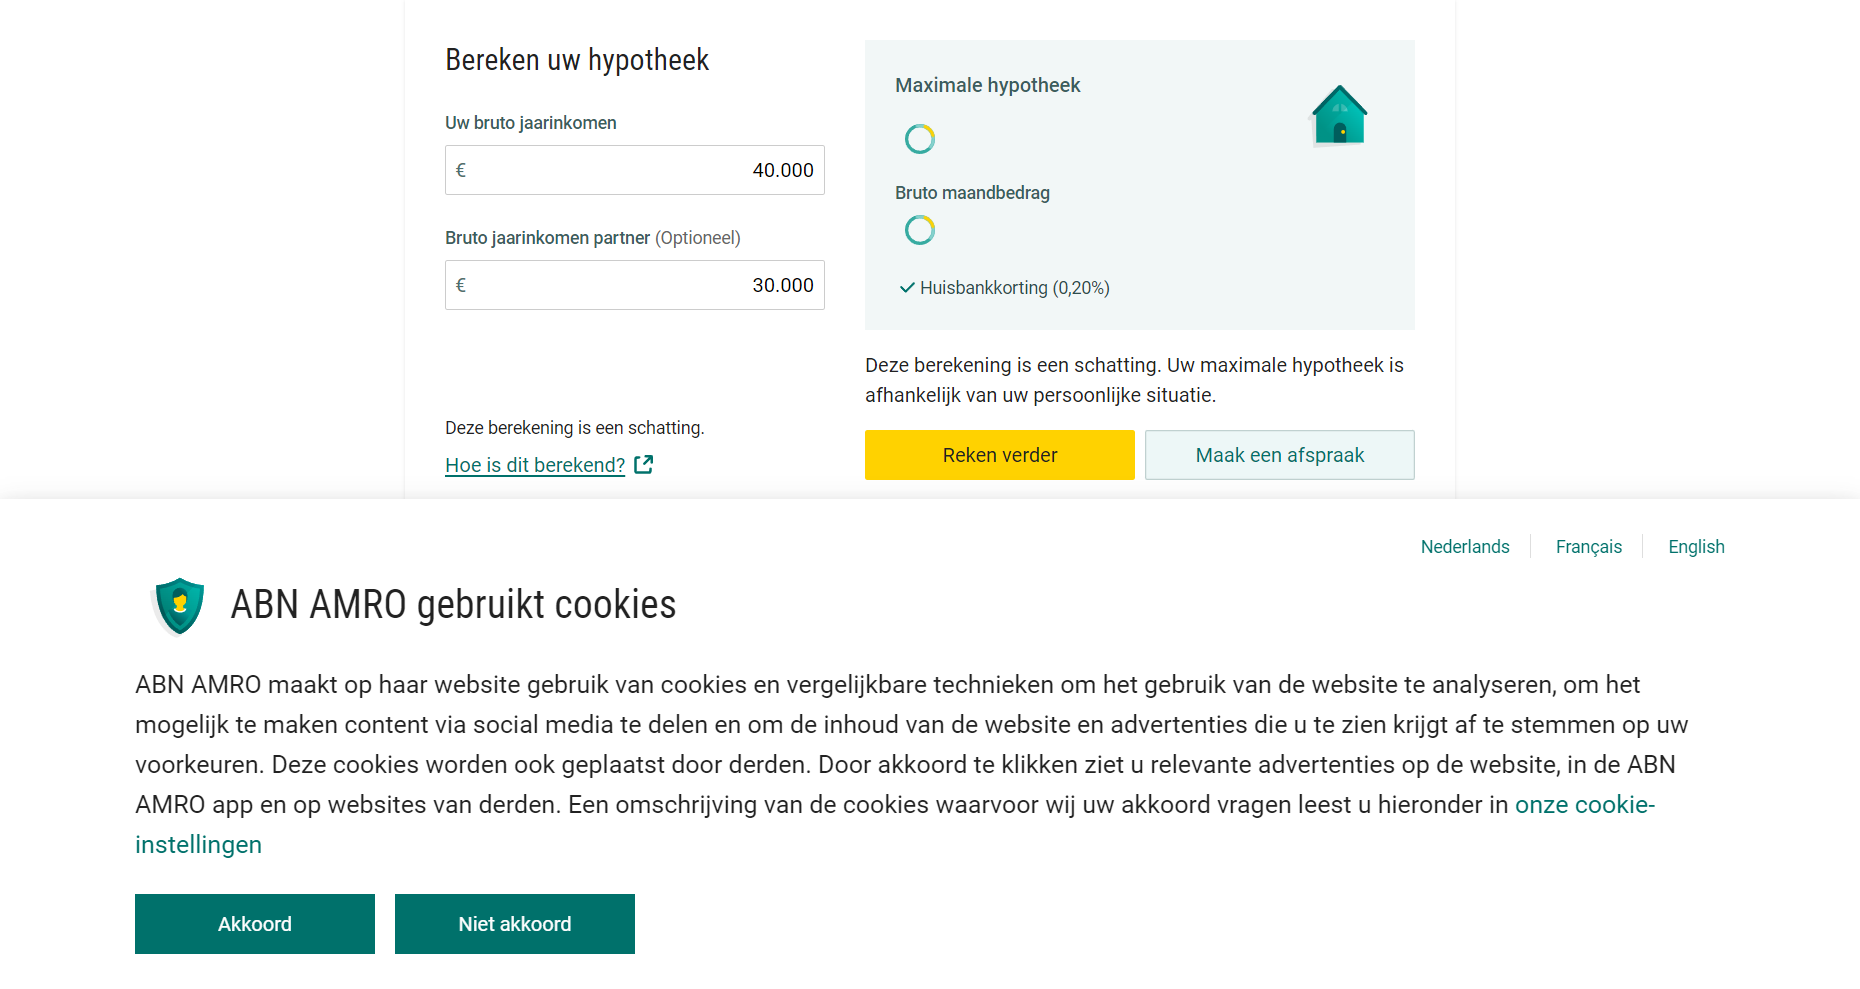 Bereken uw hypotheek
Uw bruto jaarinkomen
€ 40.000
Bruto jaarinkomen partner (Optioneel)
€ 30.000
Deze berekening is een schatting.
Hoe is dit berekend?
Maximale hypotheek
Bruto maandbedrag
Huisbankkorting (0,20%)
Deze berekening is een schatting. Uw maximale hypotheek is
afhankelijk van uw persoonlijke situatie.
Reken verder
Maak een afspraak
Nederlands
Français
English
ABN AMRO gebruikt cookies
ABN AMRO maakt op haar website gebruik van cookies en vergelijkbare technieken om het gebruik van de website te analyseren, om het
mogelijk te maken content via social media te delen en om de inhoud van de website en advertenties die u te zien krijgt af te stemmen op uw
voorkeuren. Deze cookies worden ook geplaatst door derden. Door akkoord te klikken ziet u relevante advertenties op de website, in de ABN
AMRO app en op websites van derden. Een omschrijving van de cookies waarvoor wij uw akkoord vragen leest u hieronder in onze cookie-
instellingen
Akkoord
Niet akkoord